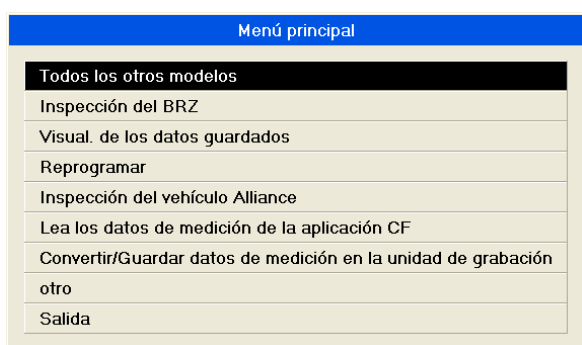 Menú principal
Todos los otros modelos
Inspección del BRZ
Visual. de los datos guardados
Reprogramar
Inspección del vehículo Alliance
Lea los datos de medición de la aplicación CF
Convertir/Guardar datos de medición en la unidad de grabación
otro
Salida